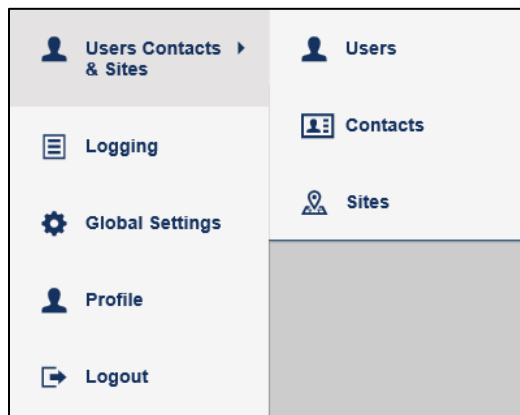 Users Contacts
& Sites
Logging
Global Settings
Profile
Logout
Users
Contacts
Sites